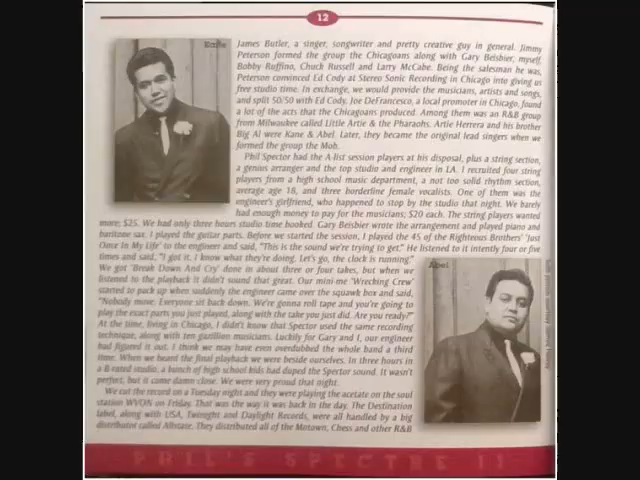 12
Kane
James Butler, a singer, songwriter and pretty creative guy in general. Jimmy
Peterson formed the group the Chicagoans along with Gary Beisbier, myself,
Bobby Ruffino, Chuck Russell and Larry McCabe. Being the salesman he was,
Peterson convinced Ed Cody at Stereo Sonic Recording in Chicago into giving us
free studio time. In exchange, we would provide the musicians, artists and songs,
and split 50/50 with Ed Cody. Joe DeFrancesco, a local promoter in Chicago, found
a lot of the acts that the Chicagoans produced. Among them was an R&B group
from Milwaukee called Little Artie & the Pharaohs. Artie Herrera and his brother
Big Al were Kane & Abel. Later, they became the original lead singers when we
formed the group the Mob.
Phil Spector had the A-list session players at his disposal, plus a string section,
a genius arranger and the top studio and engineer in LA. I recruited four string
players from a high school music department, a not too solid rhythm section,
average age 18, and three borderline female vocalists. One of them was the
engineer's girlfriend, who happened to stop by the studio that night. We barely
had enough money to pay for the musicians; $20 each. The string players wanted
more; $25. We had only three hours studio time booked. Gary Beisbier wrote the arrangement and played piano and
baritone sax. I played the guitar parts. Before we started the session, I played the 45 of the Righteous Brothers' 'Just
Once In My Life' to the engineer and said, "This is the sound we're trying to get." He listened to it intently four or five
times and said, "I got it. I know what they're doing. Let's go, the clock is running."
We got 'Break Down And Cry' done in about three or four takes, but when we
listened to the playback it didn't sound that great. Our mini-me 'Wrecking Crew'
started to pack up when suddenly the engineer came over the squawk box and said,
"Nobody move. Everyone sit back down. We're gonna roll tape and you're going to
play the exact parts you just played, along with the take you just did. Are you ready?"
At the time, living in Chicago, I didn't know that Spector used the same recording
technique, along with ten gazillion musicians. Luckily for Gary and I, our engineer
had figured it out. I think we may have even overdubbed the whole band a third
time. When we heard the final playback we were beside ourselves. In three hours in
a B-rated studio, a bunch of high school kids had duped the Spector sound. It wasn't
perfect, but it came damn close. We were very proud that night.
We cut the record on a Tuesday night and they were playing the acetate on the soul
station WVON on Friday. That was the way it was back in the day. The Destination
label, along with USA, Twinight and Daylight Records, were all handled by a big
distributor called Allstate. They distributed all of the Motown, Chess and other R&B
Abel
PHIL'S SPECTRE II